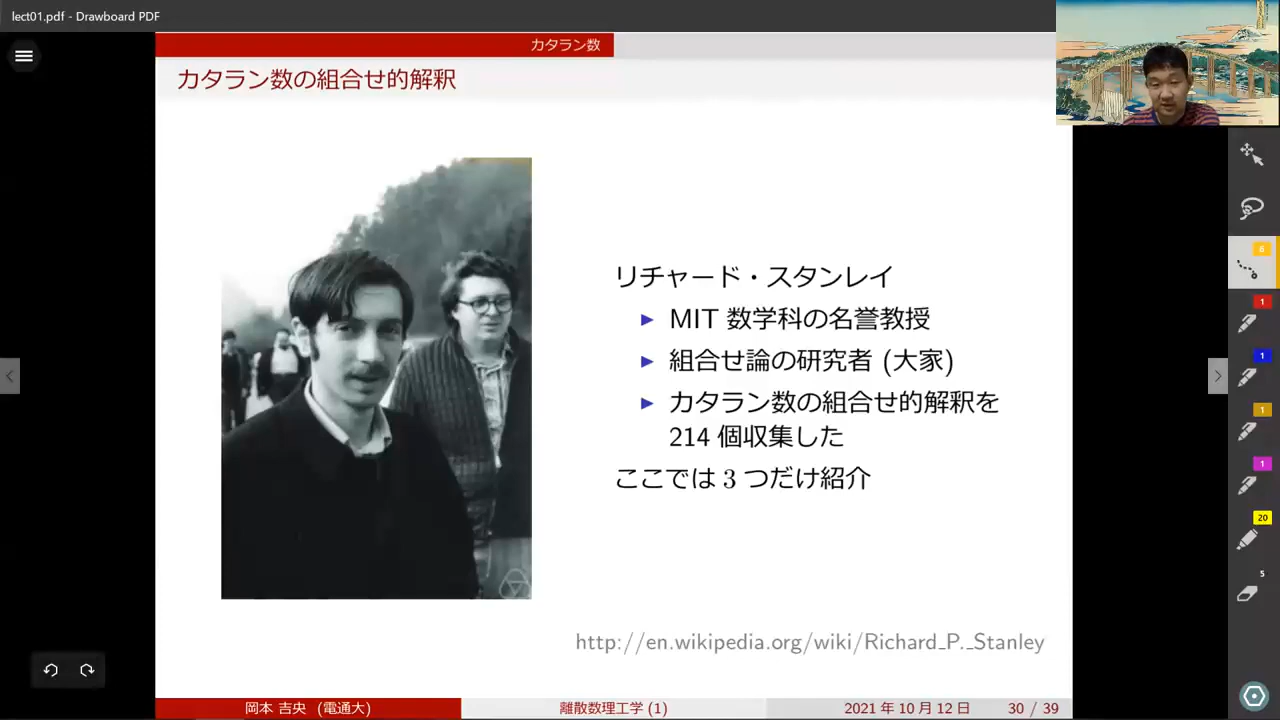 lect01.pdf - Drawboard PDF
カタラン数
カタラン数の組合せ的解釈
リチャード・スタンレイ
▶ MIT 数学科の名誉教授
▶ 組合せ論の研究者 (大家)
▶ カタラン数の組合せ的解釈を
214 個収集した
ここでは 3 つだけ紹介
http://en.wikipedia.org/wiki/Richard_P._Stanley
岡本 吉央 (電通大)
離散数理工学 (1)
2021 年 10 月 12 日
30 / 39
6
1
1
1
1
20
5